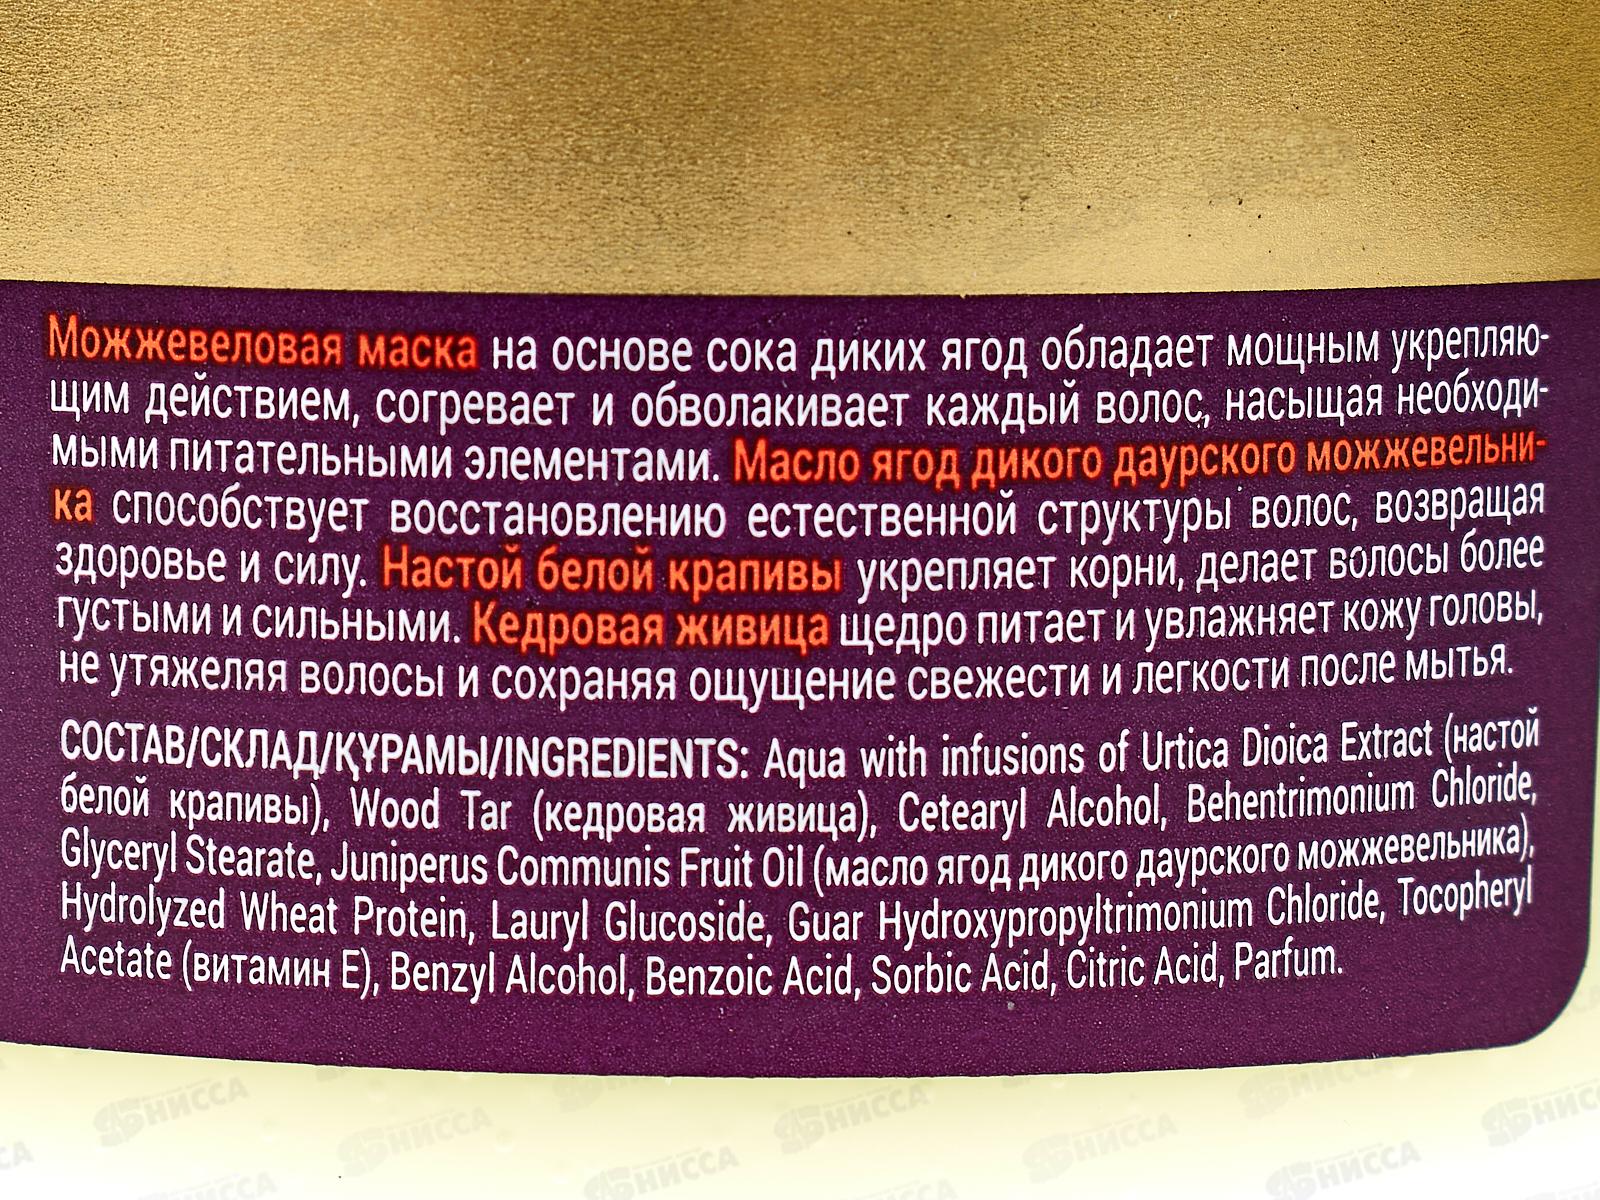 Можжевеловая маска на основе сока диких ягод обладает мощным укрепляю-
щим действием, согревает и обволакивает каждый волос, насыщая необходи-
мыми питательными элементами. Масло ягод дикого даурского можжевельни-
ка способствует восстановлению естественной структуры волос, возвращая
здоровье и силу. Настой белой крапивы укрепляет корни, делает волосы более
густыми и сильными. Кедровая живица щедро питает и увлажняет кожу головы,
не утяжеляя волосы и сохраняя ощущение свежести и легкости после мытья.
СОСТАВ/СКЛАД/ҚҰРАМЫ/INGREDIENTS: Aqua with infusions of Urtica Dioica Extract (настой
белой крапивы), Wood Tar (кедровая живица), Cetearyl Alcohol, Behentrimonium Chloride,
Glyceryl Stearate, Juniperus Communis Fruit Oil (масло ягод дикого даурского можжевельника),
Hydrolyzed Wheat Protein, Lauryl Glucoside, Guar Hydroxypropyltrimonium Chloride, Tocopheryl
Acetate (витамин Е), Benzyl Alcohol, Benzoic Acid, Sorbic Acid, Citric Acid, Parfum.
НИССА НИССА НИССА НИССА
НИССА НИССА НИССА